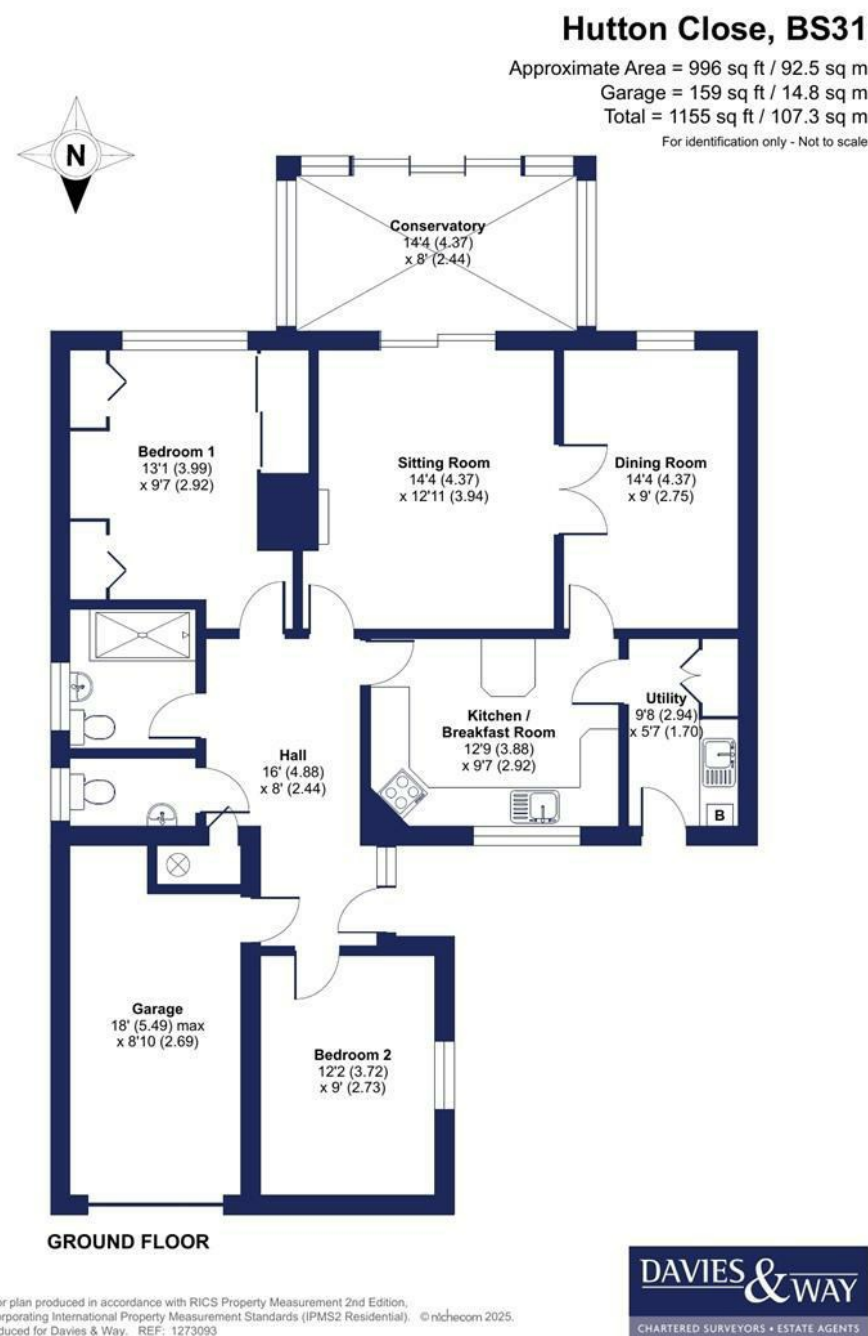 Hutton Close, BS31
Approximate Area = 996 sq ft / 92.5 sq m
Garage = 159 sq ft / 14.8 sq m
Total = 1155 sq ft / 107.3 sq m
For identification only - Not to scale
N
Conservatory
14'4 (4.37)
x 8' (2.44)
Bedroom 1
13'1 (3.99)
x 9'7 (2.92)
Sitting Room
14'4 (4.37)
x 12'11 (3.94)
Dining Room
14'4 (4.37)
x 9' (2.75)
Kitchen /
Breakfast Room
12'9 (3.88)
x 9'7 (2.92)
Utility
9'8 (2.94)
x 5'7 (1.70)
B
Hall
16' (4.88)
x 8' (2.44)
Garage
18' (5.49) max
x 8'10 (2.69)
Bedroom 2
12'2 (3.72)
x 9' (2.73)
GROUND FLOOR
or plan produced in accordance with RICS Property Measurement 2nd Edition,
orporating International Property Measurement Standards (IPMS2 Residential). © nıchecom 2025.
duced for Davies & Way. REF: 1273093
DAVIES & WAY
CHARTERED SURVEYORS • ESTATE AGENTS